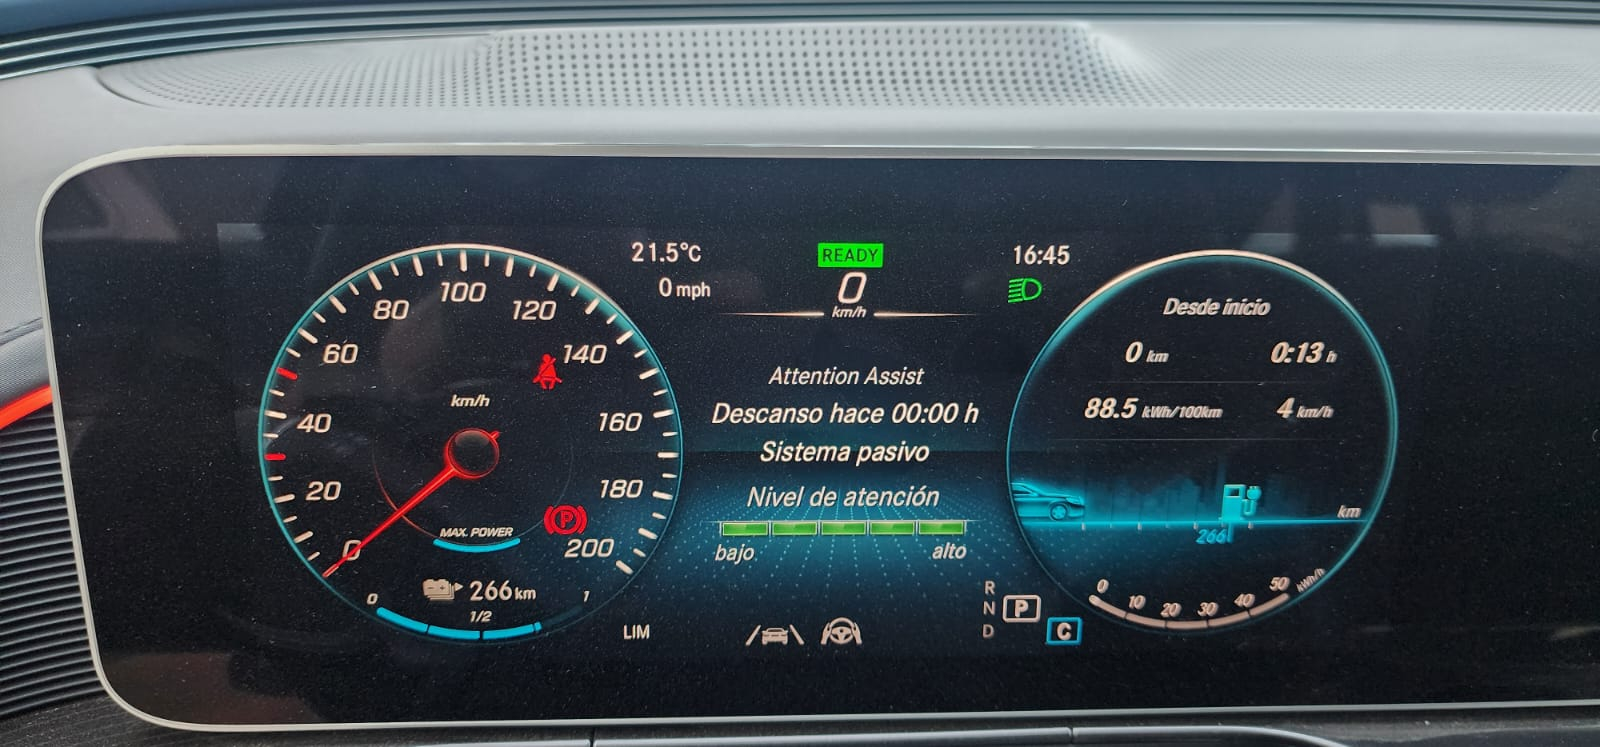 21.5°C
0 mph
READY
0
km/h
16:45
0
20
40
60
80
100
120
140
160
180
200
km/h
P
MAX. POWER
266 km
0
1/2
1
LIM
Attention Assist
Descanso hace 00:00 h
Sistema pasivo
Nivel de atención
bajo
alto
R
N
D
P
C
Desde inicio
0 km
0:13 h
88.5 kWh/100km
4 km/h
km
266
0
10
20
30
40
50
kWh/h